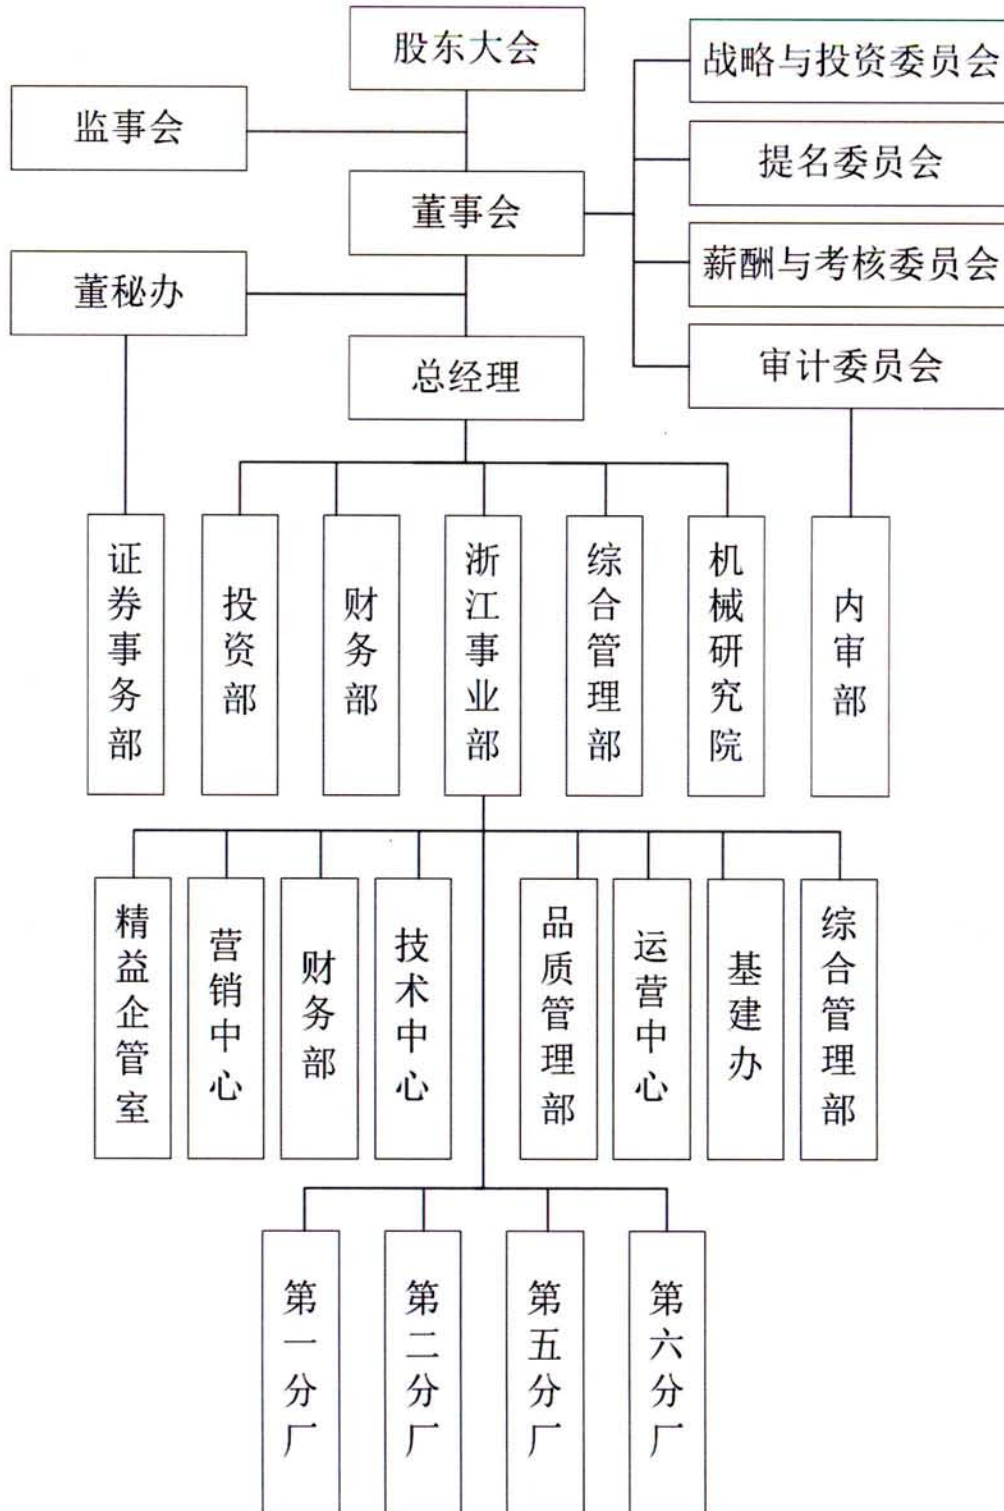 股东大会
战略与投资委员会
监事会
提名委员会
董事会
薪酬与考核委员会
董秘办
审计委员会
总经理
证券事务部
投资部
财务部
浙江事业部
综合管理部
机械研究院
内审部
精益企管室
营销中心
财务部
技术中心
品质管理部
运营中心
基建办
综合管理部
第一分厂
第二分厂
第五分厂
第六分厂